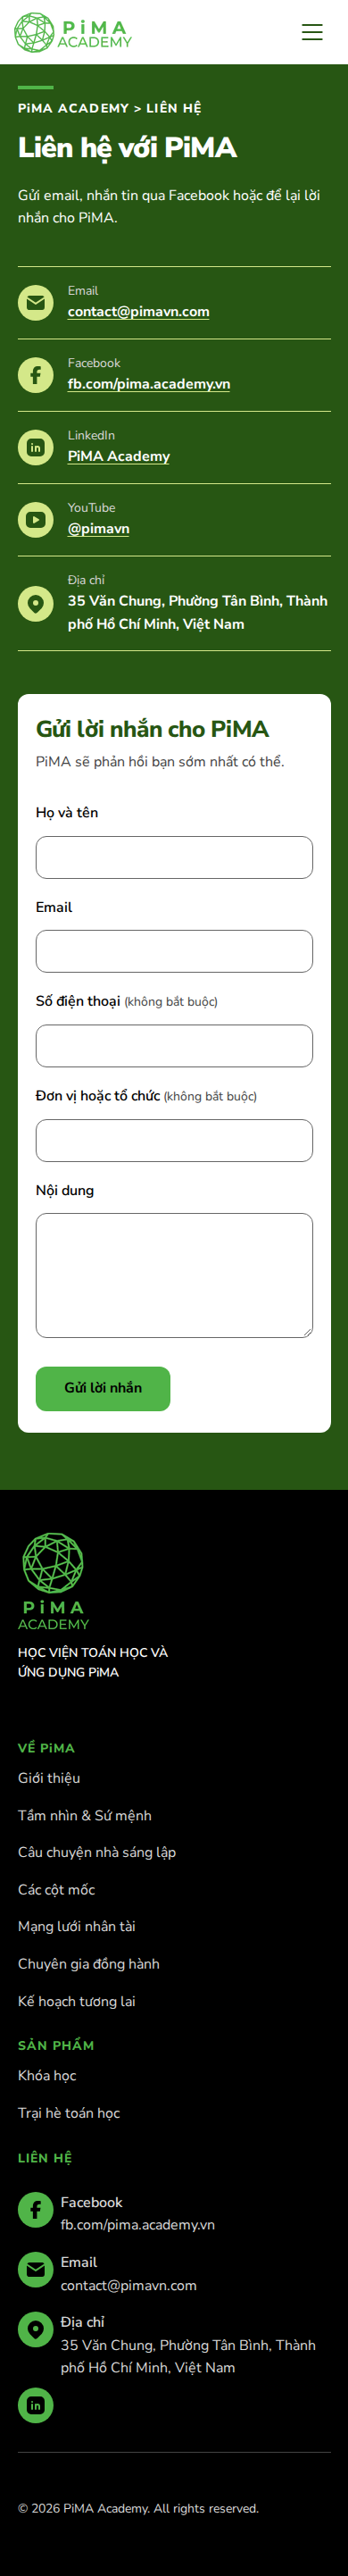 PiMA
ACADEMY
PiMA ACADEMY > LIÊN HỆ
Liên hệ với PiMA
Gửi email, nhắn tin qua Facebook hoặc để lại lời
nhắn cho PiMA.
Email
contact@pimavn.com
Facebook
fb.com/pima.academy.vn
LinkedIn
PiMA Academy
YouTube
@pimavn
Địa chỉ
35 Văn Chung, Phường Tân Bình, Thành
phố Hồ Chí Minh, Việt Nam
Gửi lời nhắn cho PiMA
PiMA sẽ phản hồi bạn sớm nhất có thể.
Họ và tên
Email
Số điện thoại (không bắt buộc)
Đơn vị hoặc tổ chức (không bắt buộc)
Nội dung
Gửi lời nhắn
PiMA
ACADEMY
HỌC VIỆN TOÁN HỌC VÀ
ỨNG DỤNG PiMA
VỀ PiMA
Giới thiệu
Tầm nhìn & Sứ mệnh
Câu chuyện nhà sáng lập
Các cột mốc
Mạng lưới nhân tài
Chuyên gia đồng hành
Kế hoạch tương lai
SẢN PHẨM
Khóa học
Trại hè toán học
LIÊN HỆ
Facebook
fb.com/pima.academy.vn
Email
contact@pimavn.com
Địa chỉ
35 Văn Chung, Phường Tân Bình, Thành
phố Hồ Chí Minh, Việt Nam
© 2026 PiMA Academy. All rights reserved.